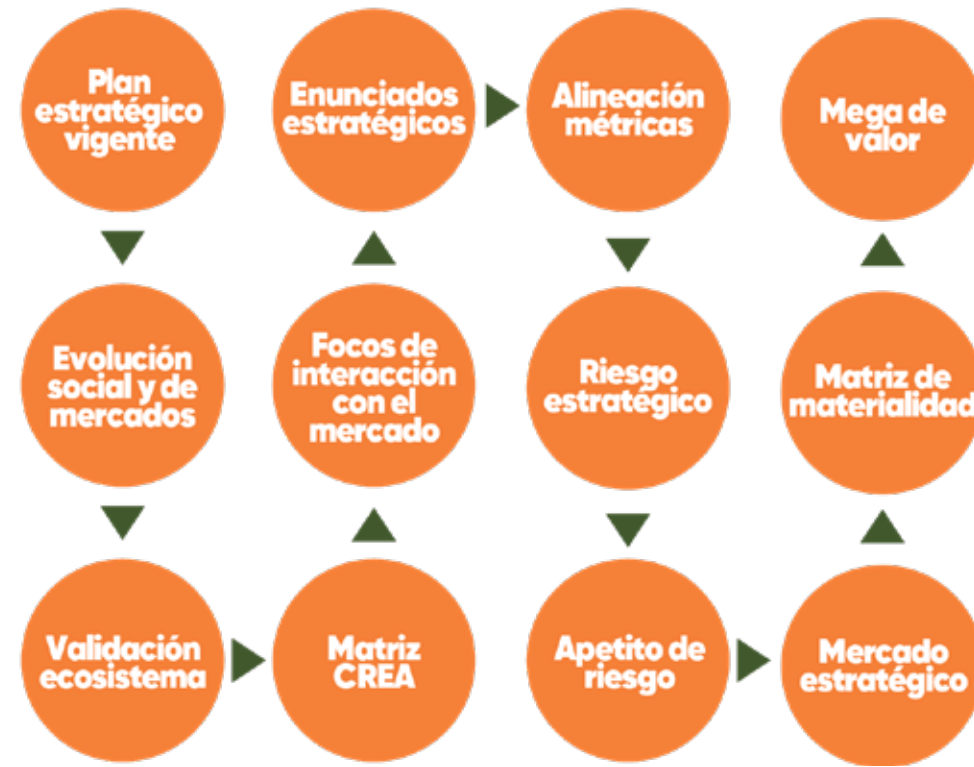 Plan
estratégico
vigente
Evolución
social y de
mercados
Validación
ecosistema
Matriz
CREA
Focos de
interacción
con el
mercado
Enunciados
estratégicos
Alineación
métricas
Riesgo
estratégico
Apetito de
riesgo
Mercado
estratégico
Matriz de
materialidad
Mega de
valor